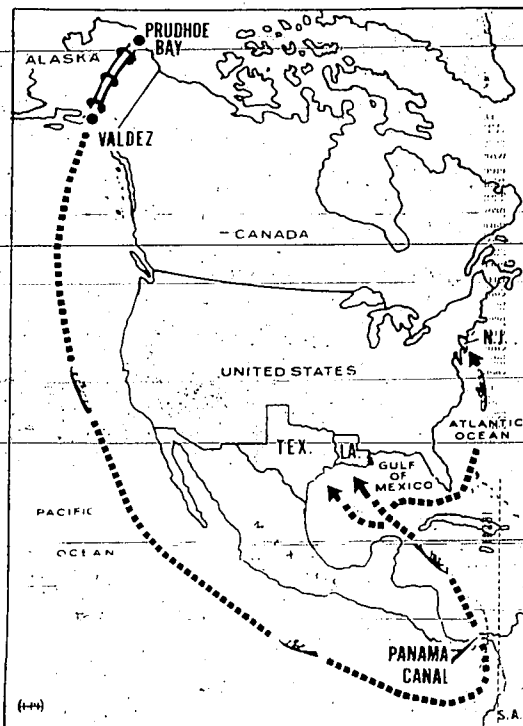 PRUDHOE
BAY
ALASKA
VALDEZ
CANADA
N.J.
UNITED STATES
ATLANTIC
OCEAN
TEX.
LA.
GULF
OF
MEXICO
PACIFIC
OCEAN
PANAMA
CANAL
S.A.